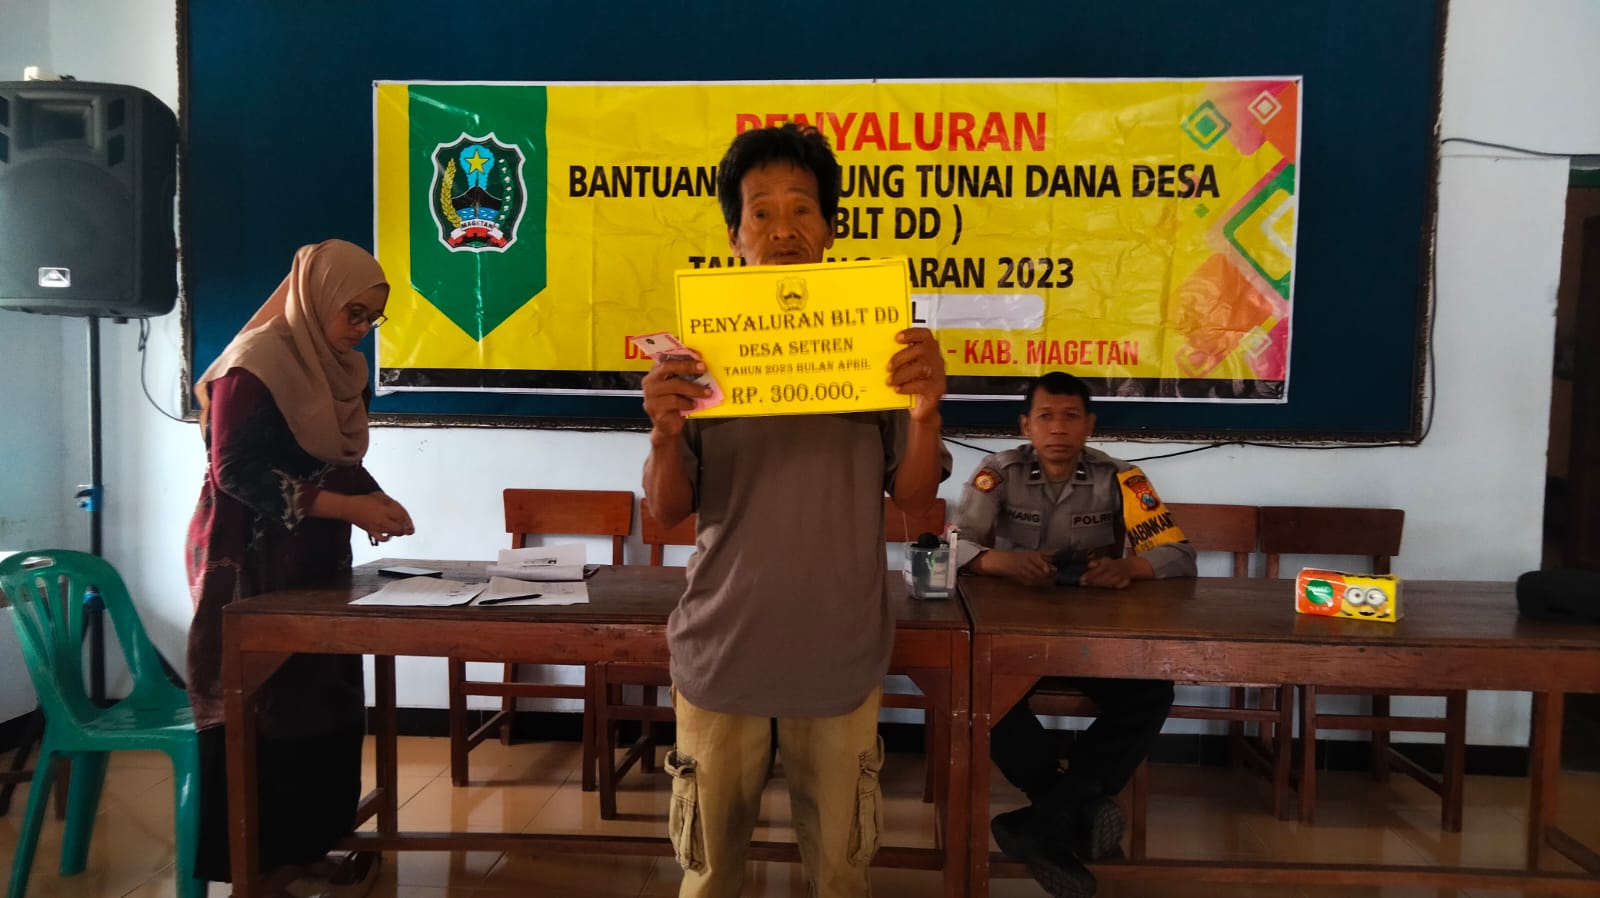 PENYALURAN
BANTUAN UNG TUNAI DANA DESA
BLT DD )
ARAN 2023
L
- KAB. MAGETAN
MAGETAN
PENYALURAN BLT DD
DESA SETREN
TAHUN 2023 BULAN APRIL
RP. 300.000,-
NANG
POLRI